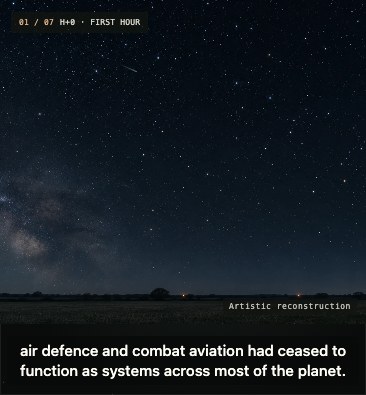 01 / 07 H+0 · FIRST HOUR
Artistic reconstruction
air defence and combat aviation had ceased to
function as systems across most of the planet.